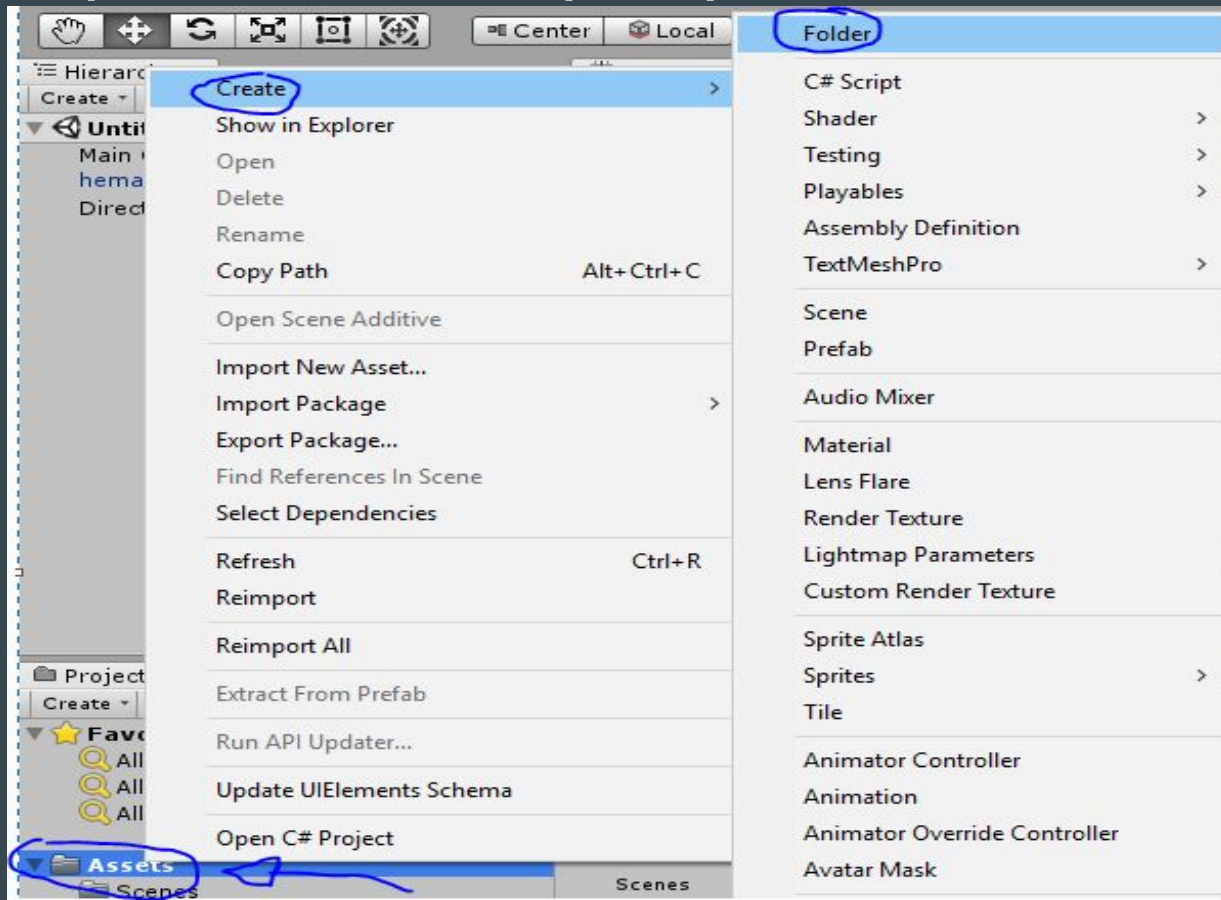 Center
Local
Hierarc
Create
Untit
Main
hema
Direct
Create
Show in Explorer
Open
Delete
Rename
Copy Path Alt+Ctrl+C
Open Scene Additive
Import New Asset...
Import Package
Export Package...
Find References In Scene
Select Dependencies
Refresh Ctrl+R
Reimport
Reimport All
Extract From Prefab
Run API Updater...
Update UIElements Schema
Open C# Project
Folder
C# Script
Shader
Testing
Playables
Assembly Definition
TextMeshPro
Scene
Prefab
Audio Mixer
Material
Lens Flare
Render Texture
Lightmap Parameters
Custom Render Texture
Sprite Atlas
Sprites
Tile
Animator Controller
Animation
Animator Override Controller
Avatar Mask
Project
Create
Favo
All
All
All
Assets
Scenes
Scenes